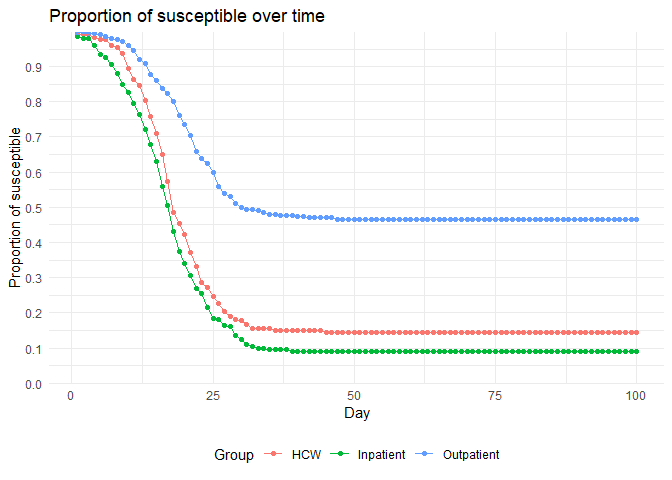 Proportion of susceptible over time
Proportion of susceptible
0.9
0.8
0.7
0.6
0.5
0.4
0.3
0.2
0.1
0.0
0 25 50 75 100
Day
Group HCW Inpatient Outpatient